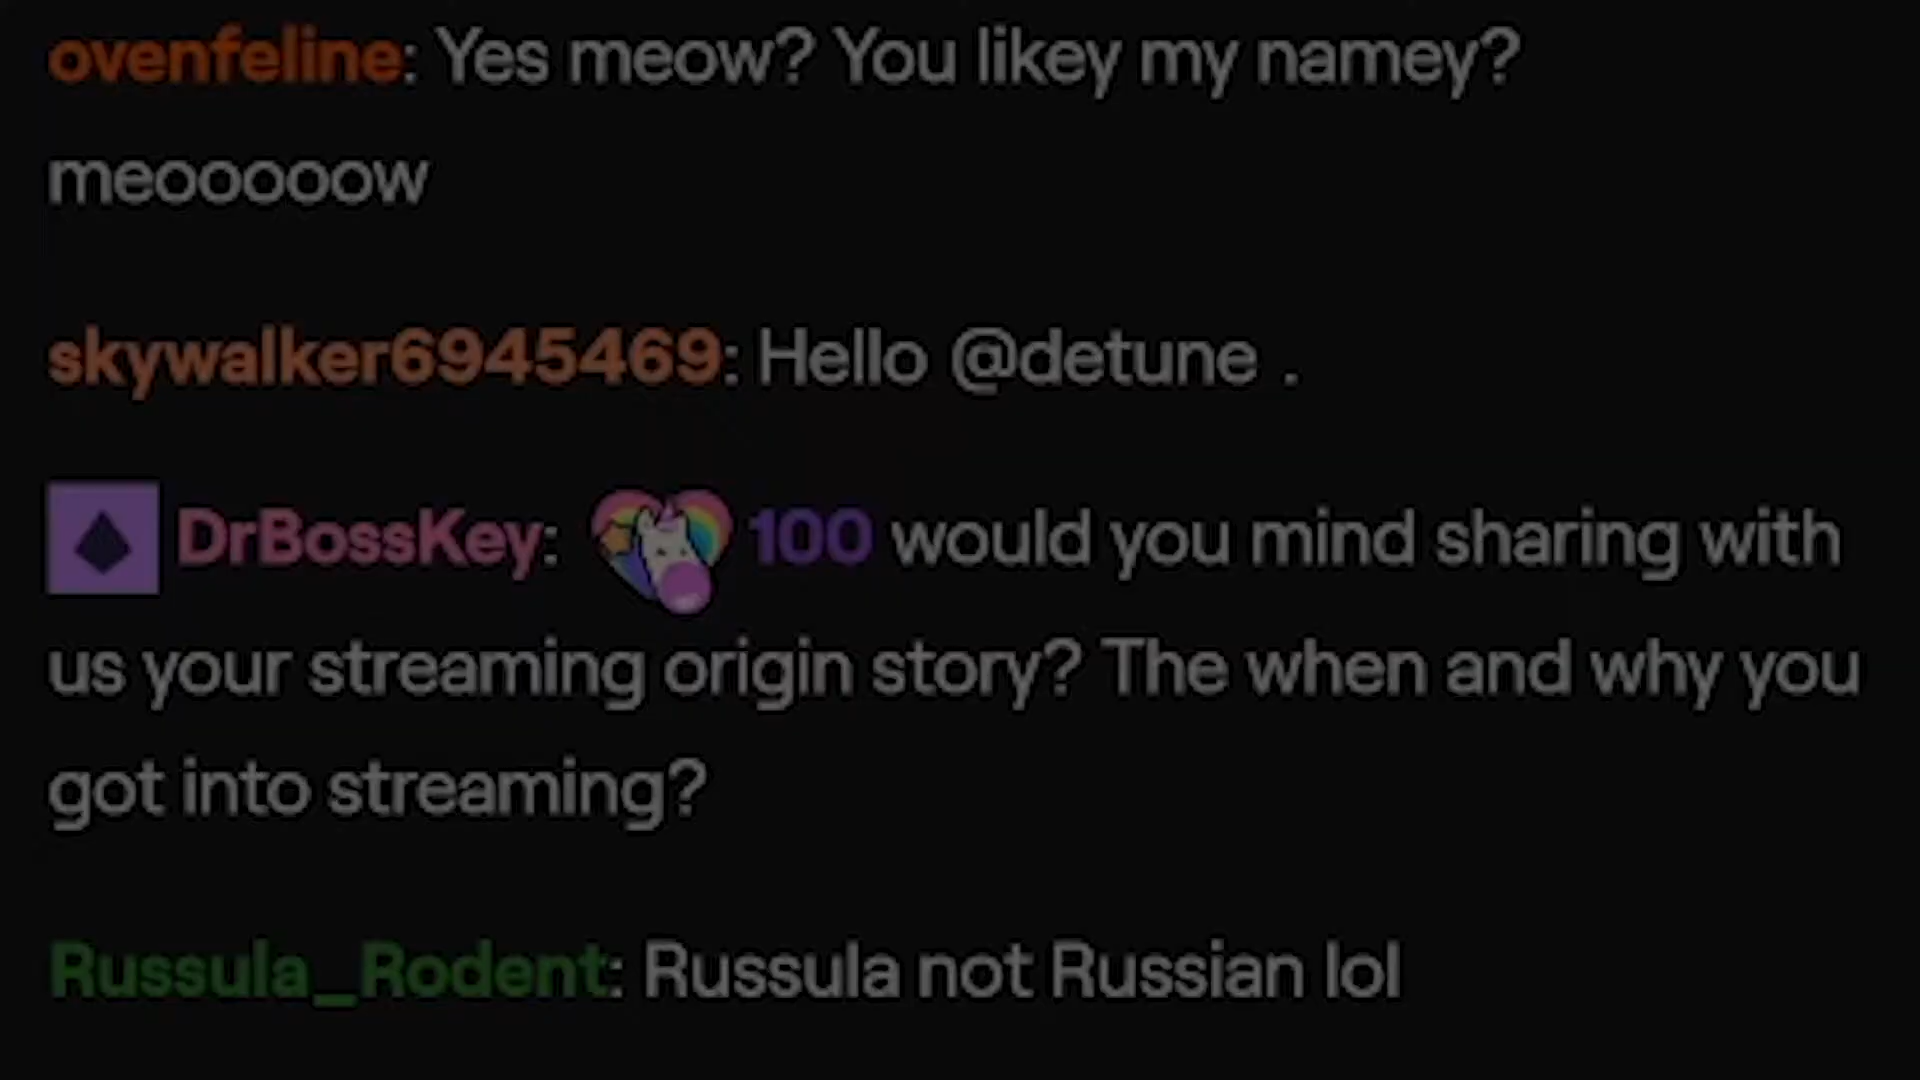 ovenfeline: Yes meow? You likey my namey?
meoooooow
skywalker6945469: Hello @detune .
DrBossKey: 100 would you mind sharing with
us your streaming origin story? The when and why you
got into streaming?
Russula_Rodent: Russula not Russian lol